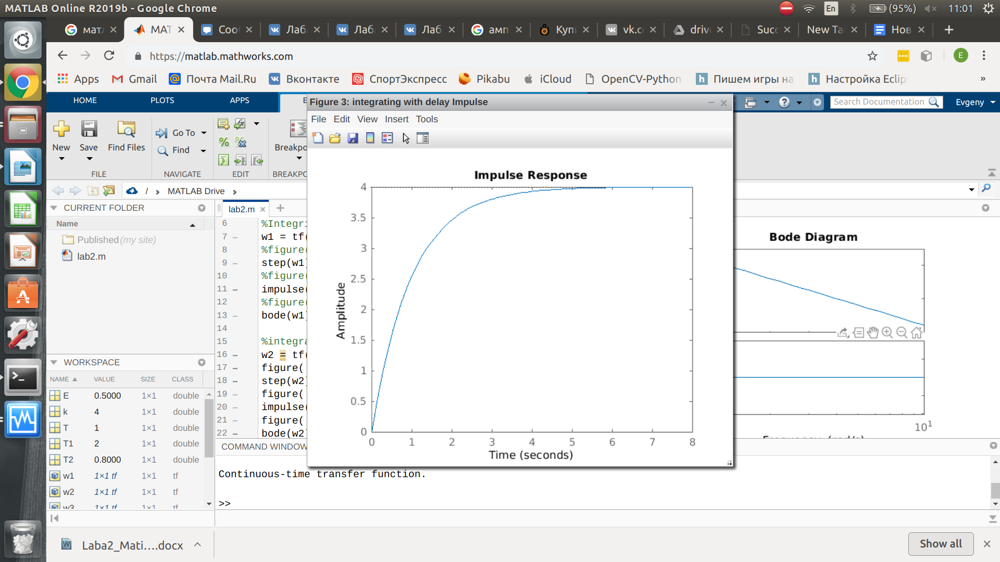 MATLAB Online R2019b - Google Chrome
En (95%) 11:01
мат MAT Соо Лаб Лаб Лаб амп Купи vk.c driv Succ New Ta Нов
https://matlab.mathworks.com
E
Apps Gmail Почта Mail.Ru Вконтакте СпортЭкспресс Pikabu iCloud OpenCV-Python Пишем игры на Настройка Eclip »
HOME PLOTS APPS E
Search Documentation Evgeny
Figure 3: integrating with delay Impulse
File Edit View Insert Tools
New Save Find Files Go To Find Breakpo
FILE NAVIGATE EDIT BREAKPO
/ MATLAB Drive
CURRENT FOLDER
Name
Published (my site)
lab2.m
lab2.m
6 %Integri
7 w1 = tf(
8 %figure(
9 step(w1)
10 %figure(
11 impulse(
12 %figure(
13 bode(w1)
14
15 %integra
16 w2 = tf(
17 figure(
18 step(w2)
19 figure(
20 impulse(
21 figure(
22 bode(w2)
Impulse Response
Amplitude
4
3.5
3
2.5
2
1.5
1
0.5
0
0 1 2 3 4 5 6 7 8
Time (seconds)
Bode Diagram
10¹
Frequency (rad/s)
WORKSPACE
NAME VALUE SIZE CLASS
E 0.5000 1×1 double
k 4 1×1 double
T 1 1×1 double
T1 2 1×1 double
T2 0.8000 1×1 double
w1 1×1 tf 1×1 tf
w2 1×1 tf 1×1 tf
w3 1×1 tf 1×1 tf
COMMAND WINDOW
Continuous-time transfer function.
>>
Laba2_Mati....docx
Show all